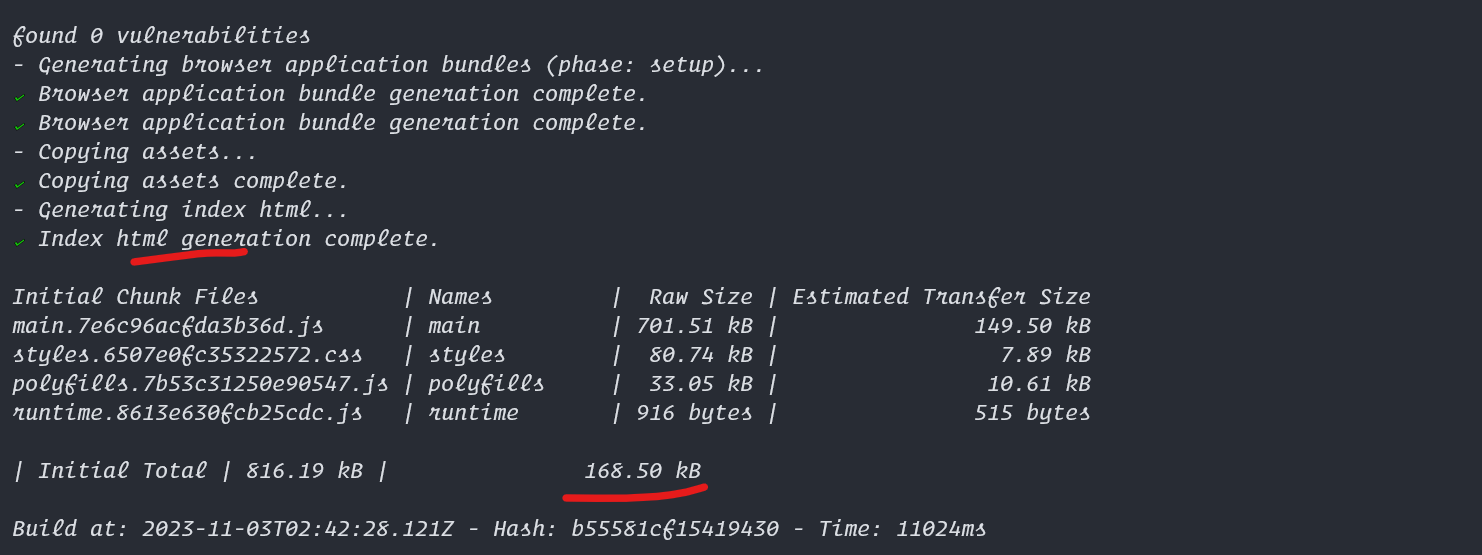 found 0 vulnerabilities
- Generating browser application bundles (phase: setup)...
✓ Browser application bundle generation complete.
✓ Browser application bundle generation complete.
- Copying assets...
✓ Copying assets complete.
- Generating index html...
✓ Index html generation complete.
Initial Chunk Files | Names | Raw Size | Estimated Transfer Size
main.7e6c96acfda3b36d.js | main | 701.51 kB | 149.50 kB
styles.6507e0fc35322572.css | styles | 80.74 kB | 7.89 kB
polyfills.7b53c31250e90547.js | polyfills | 33.05 kB | 10.61 kB
runtime.8613e630fcb25cdc.js | runtime | 916 bytes | 515 bytes
| Initial Total | 816.19 kB | 168.50 kB
Build at: 2023-11-03T02:42:28.121Z - Hash: b55581cf15419430 - Time: 11024ms